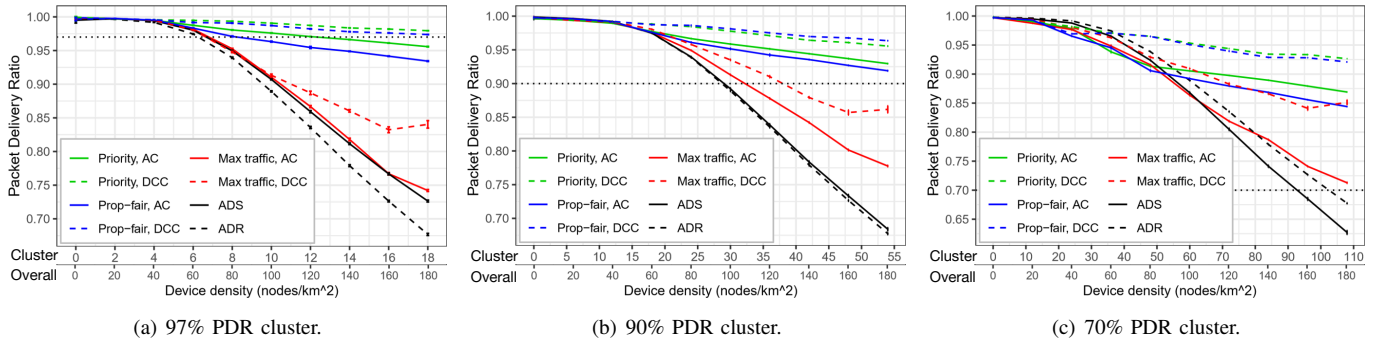 Packet Delivery Ratio
1.00
0.95
0.90
0.85
0.80
0.75
0.70
Priority, AC
Priority, DCC
Prop-fair, AC
Prop-fair, DCC
Max traffic, AC
Max traffic, DCC
ADS
ADR
Cluster 0 2 4 6 8 10 12 14 16 18
Overall 0 20 40 60 80 100 120 140 160 180
Device density (nodes/km^2)
(a) 97% PDR cluster.
Packet Delivery Ratio
1.00
0.95
0.90
0.85
0.80
0.75
0.70
Priority, AC
Priority, DCC
Prop-fair, AC
Prop-fair, DCC
Max traffic, AC
Max traffic, DCC
ADS
ADR
Cluster 0 5 10 15 20 25 30 35 40 45 50 55
Overall 0 20 40 60 80 100 120 140 160 180
Device density (nodes/km^2)
(b) 90% PDR cluster.
Packet Delivery Ratio
1.00
0.95
0.90
0.85
0.80
0.75
0.70
0.65
Priority, AC
Priority, DCC
Prop-fair, AC
Prop-fair, DCC
Max traffic, AC
Max traffic, DCC
ADS
ADR
Cluster 0 10 20 30 40 50 60 70 80 90 100 110
Overall 0 20 40 60 80 100 120 140 160 180
Device density (nodes/km^2)
(c) 70% PDR cluster.